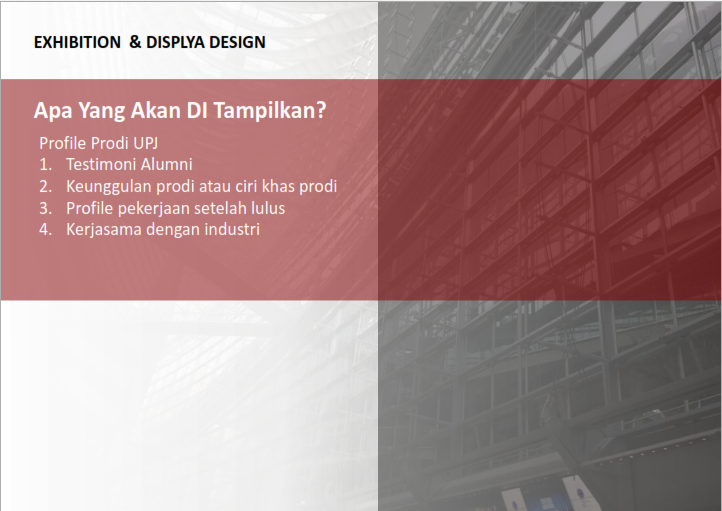 EXHIBITION & DISPLYA DESIGN
Apa Yang Akan DI Tampilkan?
Profile Prodi UPJ
1. Testimoni Alumni
2. Keunggulan prodi atau ciri khas prodi
3. Profile pekerjaan setelah lulus
4. Kerjasama dengan industri